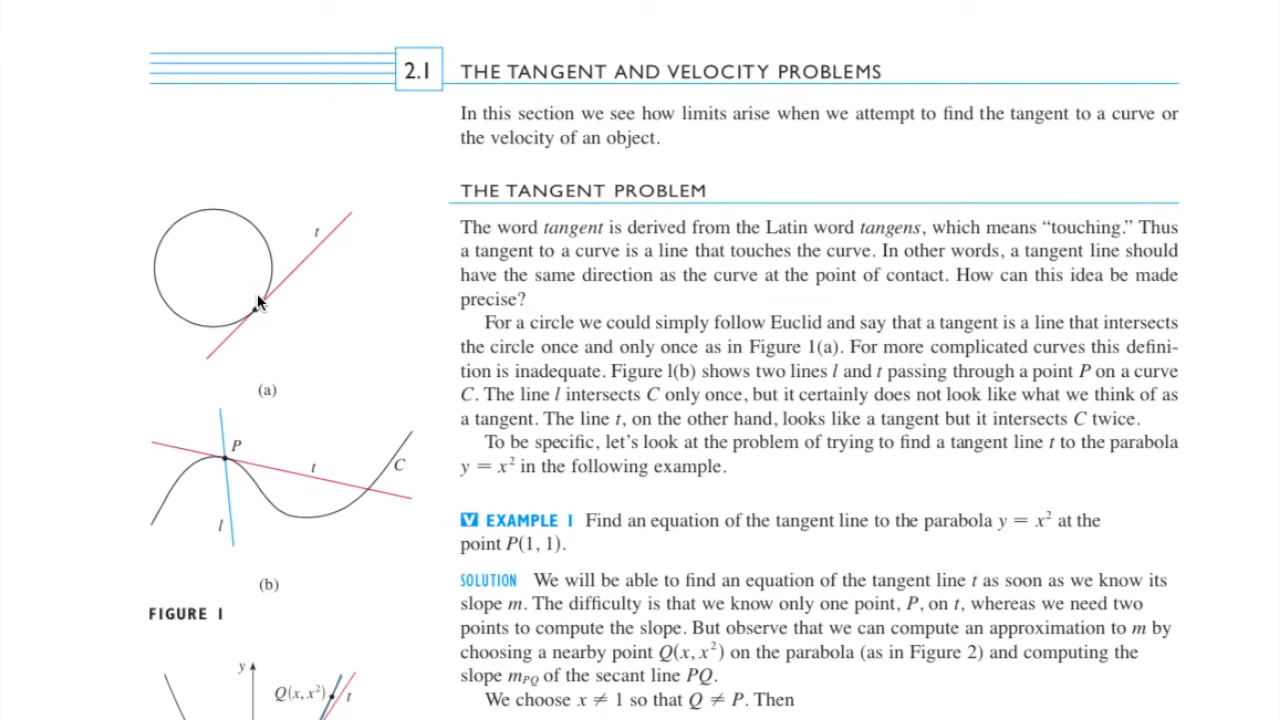 2.1 THE TANGENT AND VELOCITY PROBLEMS
In this section we see how limits arise when we attempt to find the tangent to a curve or
the velocity of an object.
THE TANGENT PROBLEM
The word tangent is derived from the Latin word tangens, which means “touching.” Thus
a tangent to a curve is a line that touches the curve. In other words, a tangent line should
have the same direction as the curve at the point of contact. How can this idea be made
precise?
For a circle we could simply follow Euclid and say that a tangent is a line that intersects
the circle once and only once as in Figure 1(a). For more complicated curves this defini-
tion is inadequate. Figure l(b) shows two lines l and t passing through a point P on a curve
C. The line l intersects C only once, but it certainly does not look like what we think of as
a tangent. The line t, on the other hand, looks like a tangent but it intersects C twice.
To be specific, let’s look at the problem of trying to find a tangent line t to the parabola
y = x² in the following example.
V EXAMPLE 1 Find an equation of the tangent line to the parabola y = x² at the
point P(1, 1).
SOLUTION We will be able to find an equation of the tangent line t as soon as we know its
slope m. The difficulty is that we know only one point, P, on t, whereas we need two
points to compute the slope. But observe that we can compute an approximation to m by
choosing a nearby point Q(x, x²) on the parabola (as in Figure 2) and computing the
slope mPQ of the secant line PQ.
We choose x ≠ 1 so that Q ≠ P. Then
t
(a)
P
t
C
l
(b)
FIGURE 1
y
Q(x, x²)
t